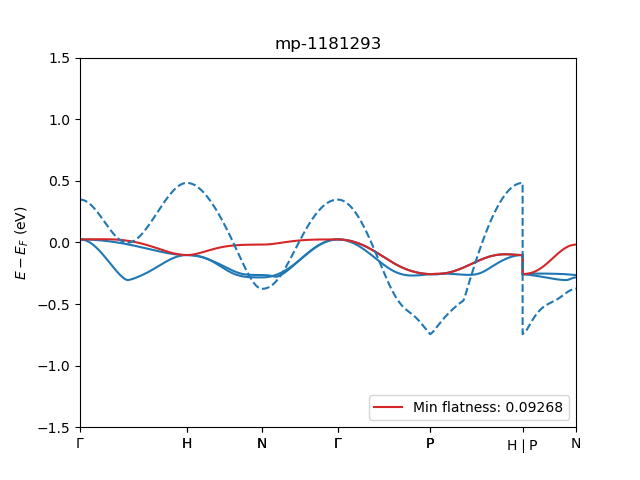 mp-1181293
1.5
1.0
0.5
0.0
−0.5
−1.0
−1.5
E − E_F (eV)
Min flatness: 0.09268
Γ H N Γ P H | P N